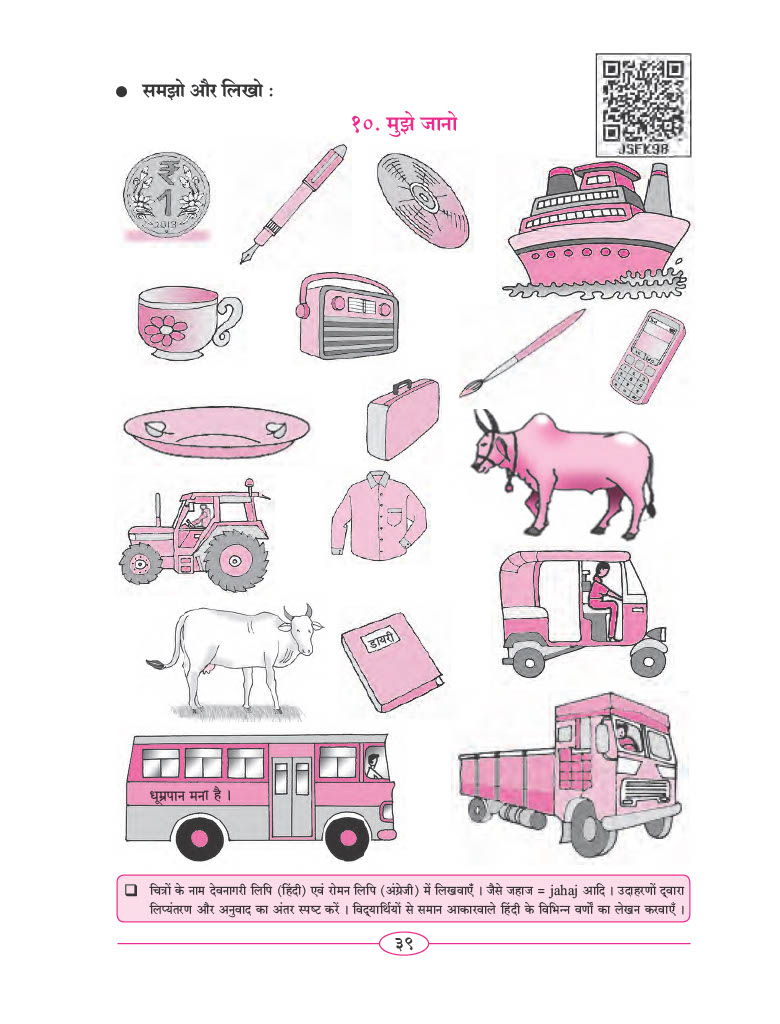 ● समझो और लिखो :
JSFK98
१०. मुझे जानो
₹
1
2013
डायरी
धूम्रपान मना है ।
❑ चित्रों के नाम देवनागरी लिपि (हिंदी) एवं रोमन लिपि (अंग्रेजी) में लिखवाएँ । जैसे जहाज = jahaj आदि । उदाहरणों द्‌वारा
लिप्यंतरण और अनुवाद का अंतर स्पष्ट करें । विद्‌यार्थियों से समान आकारवाले हिंदी के विभिन्न वर्णों का लेखन करवाएँ ।
३९